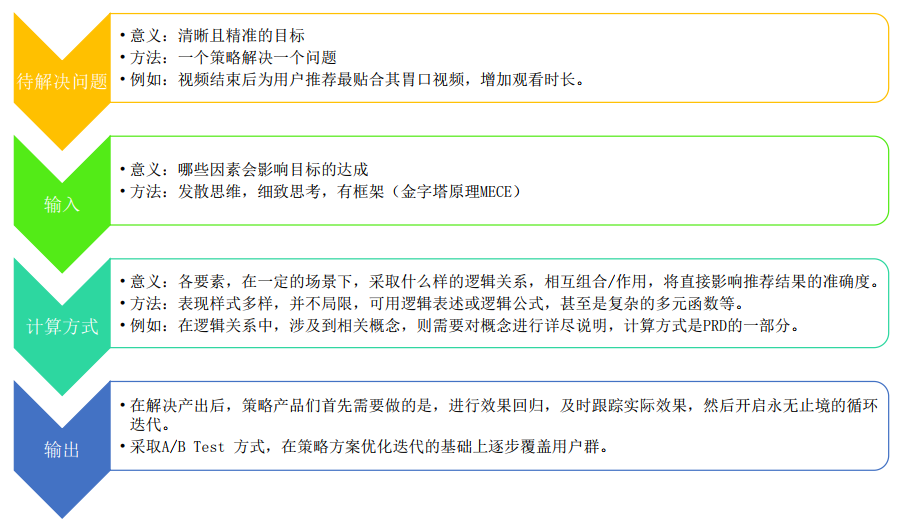 待解决问题
• 意义：清晰且精准的目标
• 方法：一个策略解决一个问题
• 例如：视频结束后为用户推荐最贴合其胃口视频，增加观看时长。
输入
• 意义：哪些因素会影响目标的达成
• 方法：发散思维，细致思考，有框架（金字塔原理MECE）
计算方式
• 意义：各要素，在一定的场景下，采取什么样的逻辑关系，相互组合/作用，将直接影响推荐结果的准确度。
• 方法：表现样式多样，并不局限，可用逻辑表述或逻辑公式，甚至是复杂的多元函数等。
• 例如：在逻辑关系中，涉及到相关概念，则需要对概念进行详尽说明，计算方式是PRD的一部分。
输出
• 在解决产出后，策略产品们首先需要做的是，进行效果回归，及时跟踪实际效果，然后开启永无止境的循环
迭代。
• 采取A/B Test 方式，在策略方案优化迭代的基础上逐步覆盖用户群。